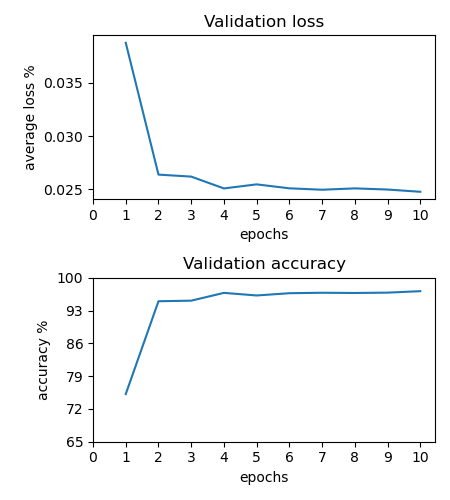 Validation loss
average loss %
0.035
0.030
0.025
0 1 2 3 4 5 6 7 8 9 10
epochs
Validation accuracy
accuracy %
100
93
86
79
72
65
0 1 2 3 4 5 6 7 8 9 10
epochs